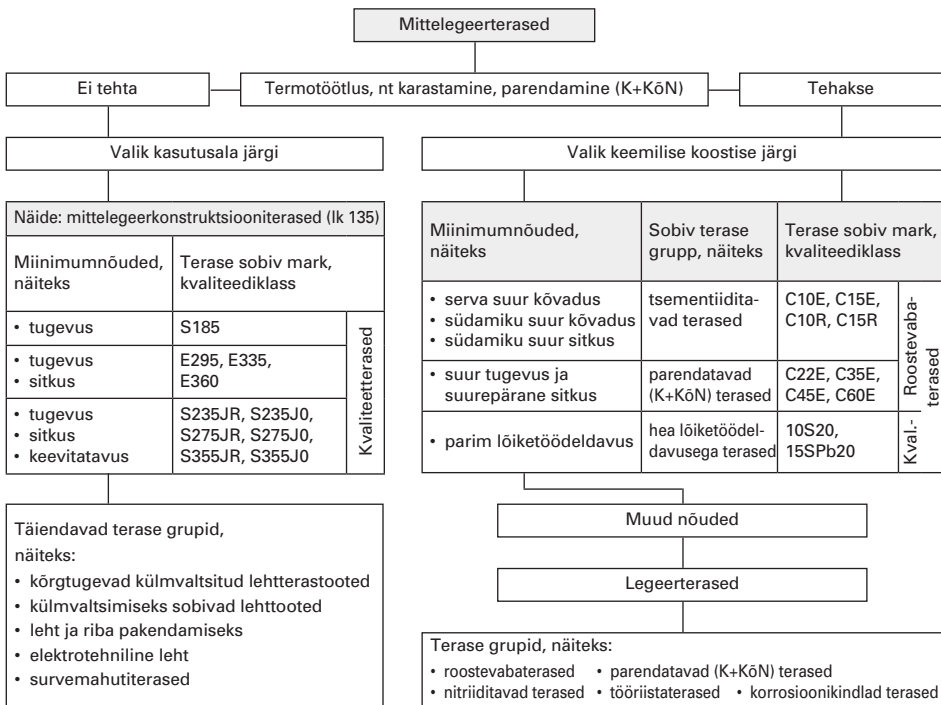 Mittelegeerterased
Ei tehta
Termotöötlus, nt karastamine, parendamine (K+KõN)
Tehakse
Valik kasutusala järgi
Valik keemilise koostise järgi
Näide: mittelegeerkonstruktsiooniterased (lk 135)
Miinimumnõuded,
näiteks
Terase sobiv mark,
kvaliteediklass
• tugevus
S185
• tugevus
• sitkus
E295, E335,
E360
• tugevus
• sitkus
• keevitatavus
S235JR, S235J0,
S275JR, S275J0,
S355JR, S355J0
Kvaliteetterased
Miinimumnõuded,
näiteks
Sobiv terase
grupp, näiteks
Terase sobiv mark,
kvaliteediklass
• serva suur kõvadus
• südamiku suur kõvadus
• südamiku suur sitkus
tsementiidita-
vad terased
C10E, C15E,
C10R, C15R
• suur tugevus ja
suurepärane sitkus
parendatavad
(K+KõN) terased
C22E, C35E,
C45E, C60E
Roostevaba-
terased
• parim lõiketöödeldavus
hea lõiketöödel-
davusega terased
10S20,
15SPb20
Kval.-
Täiendavad terase grupid,
näiteks:
• kõrgtugevad külmvaltsitud lehtterastooted
• külmvaltsimiseks sobivad lehttooted
• leht ja riba pakendamiseks
• elektrotehniline leht
• survemahutiterased
Muud nõuded
Legeerterased
Terase grupid, näiteks:
• roostevabaterased • parendatavad (K+KõN) terased
• nitriiditavad terased • tööriistaterased • korrosioonikindlad terased